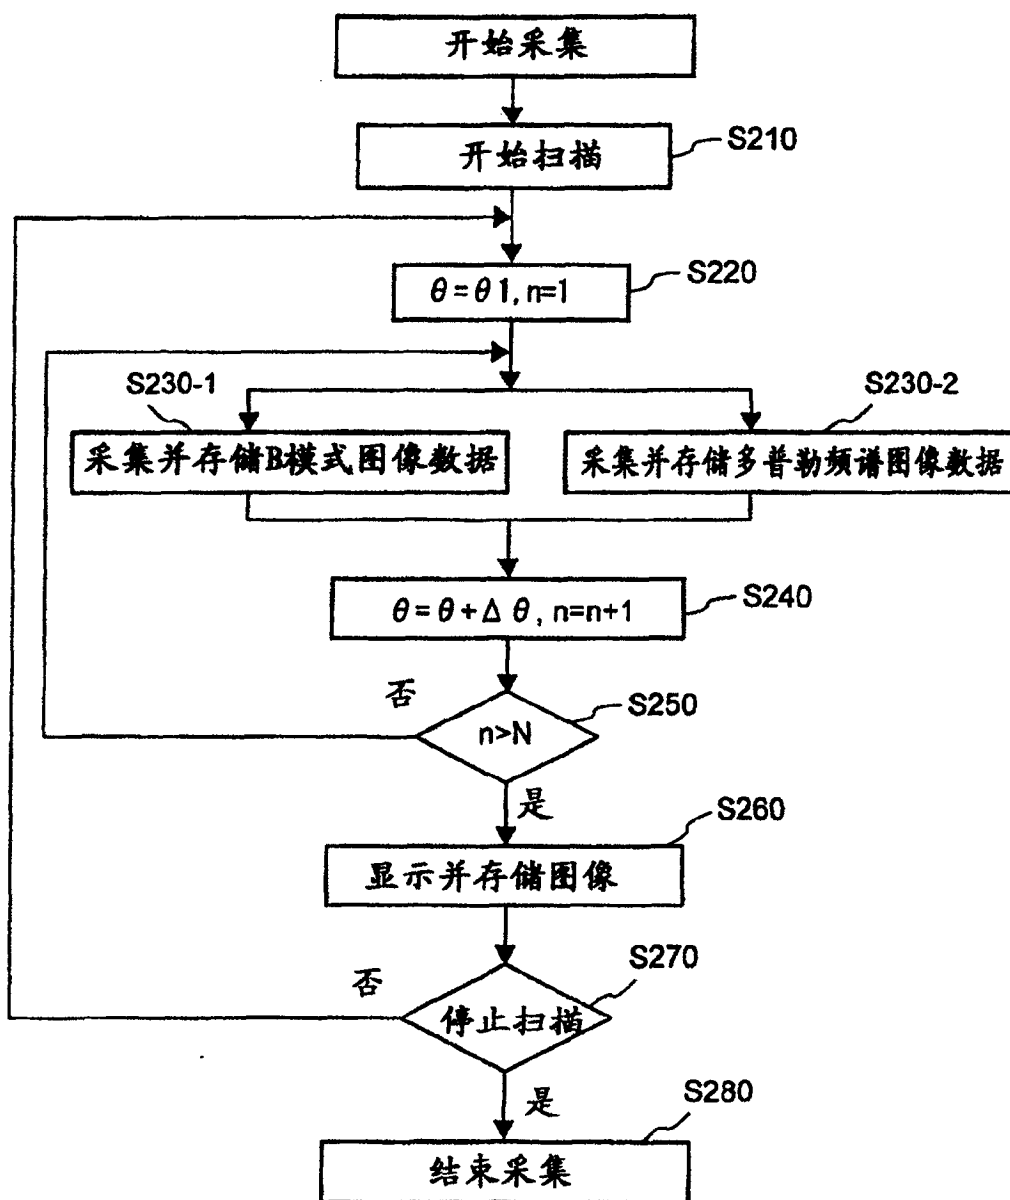 开始采集
开始扫描
S210
θ=θ1, n=1
S220
S230-1
S230-2
采集并存储B模式图像数据
采集并存储多普勒频谱图像数据
θ=θ+Δθ, n=n+1
S240
否
n>N
S250
是
S260
显示并存储图像
S270
否
停止扫描
是
S280
结束采集